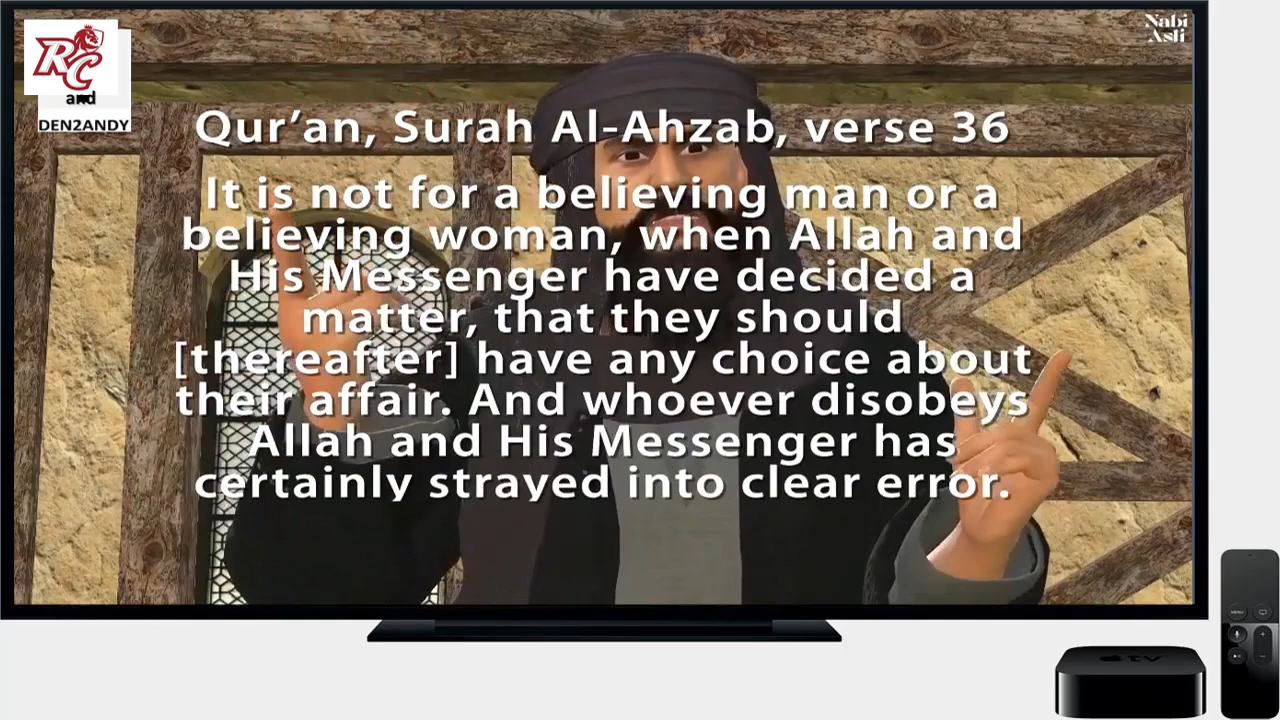 Nabi
Asli
RC
and
DEN2ANDY
Qur’an, Surah Al-Ahzab, verse 36
It is not for a believing man or a
believing woman, when Allah and
His Messenger have decided a
matter, that they should
[thereafter] have any choice about
their affair. And whoever disobeys
Allah and His Messenger has
certainly strayed into clear error.
MENU
tv